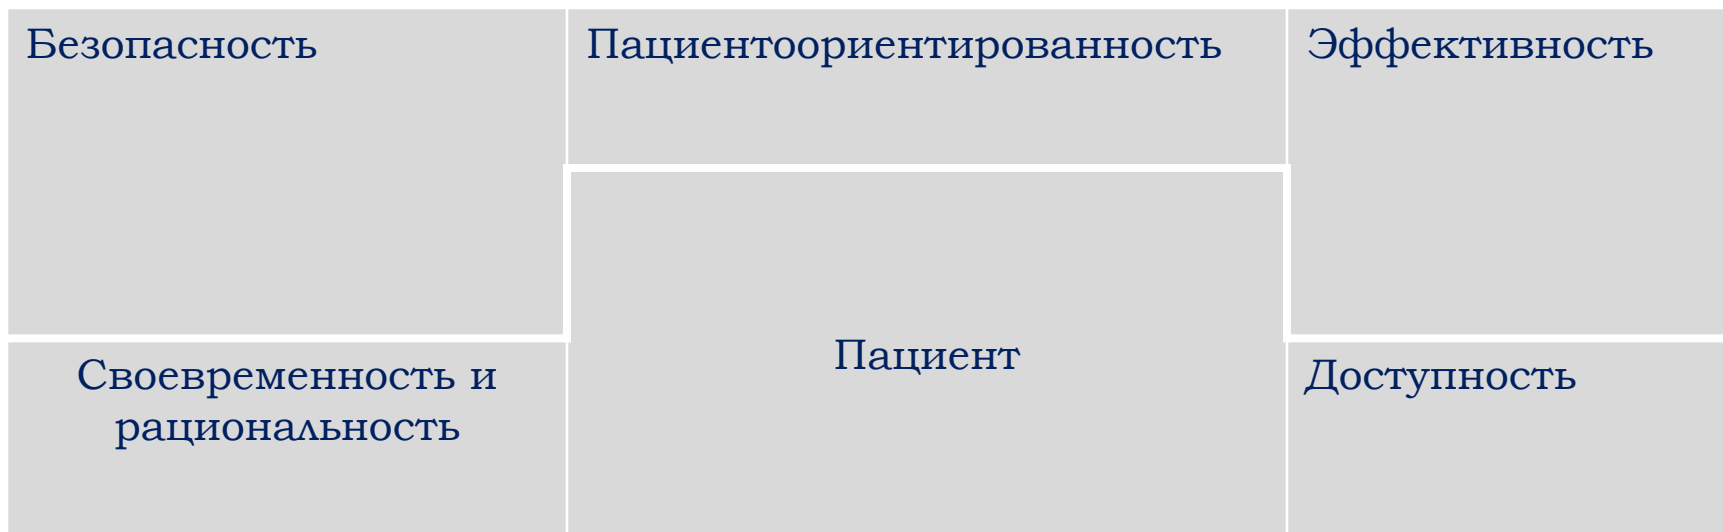 Безопасность
Пациентоориентированность
Эффективность
Пациент
Своевременность и
рациональность
Доступность